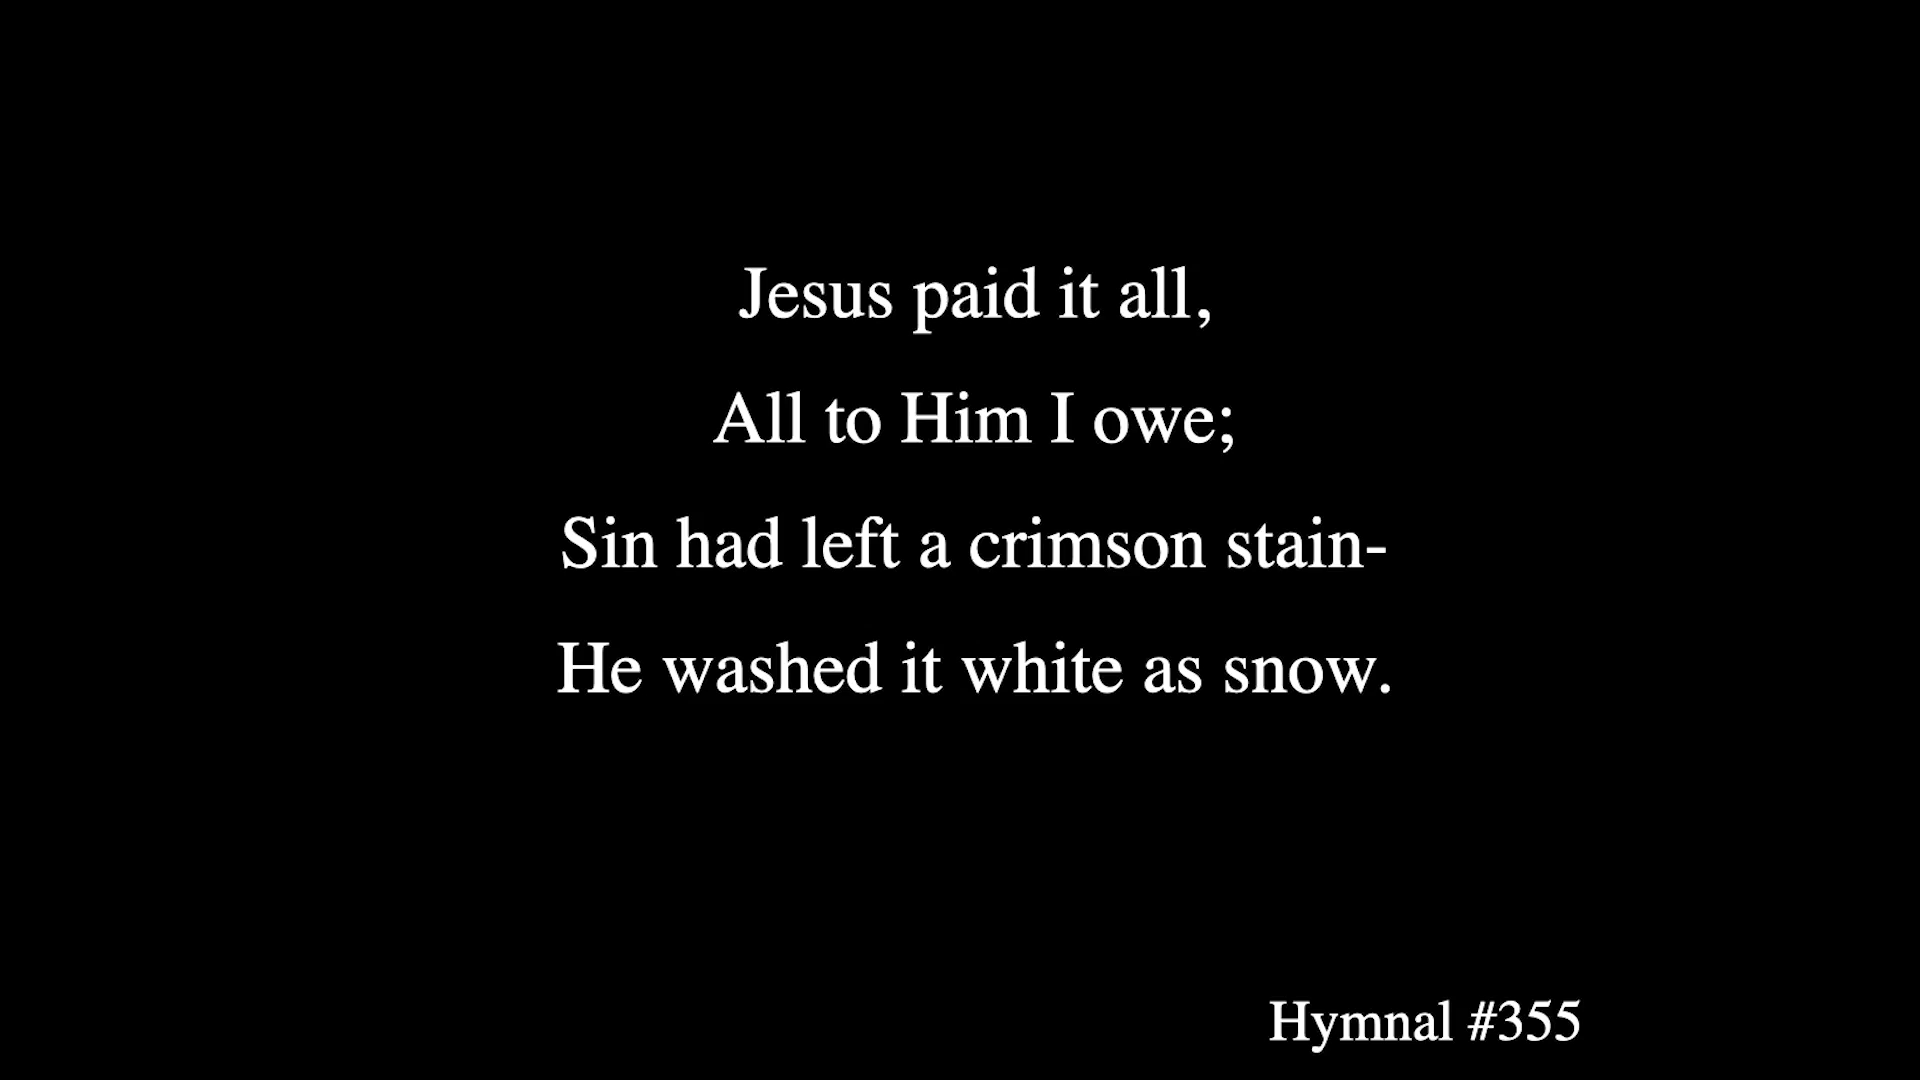 Jesus paid it all,
All to Him I owe;
Sin had left a crimson stain-
He washed it white as snow.
Hymnal #355